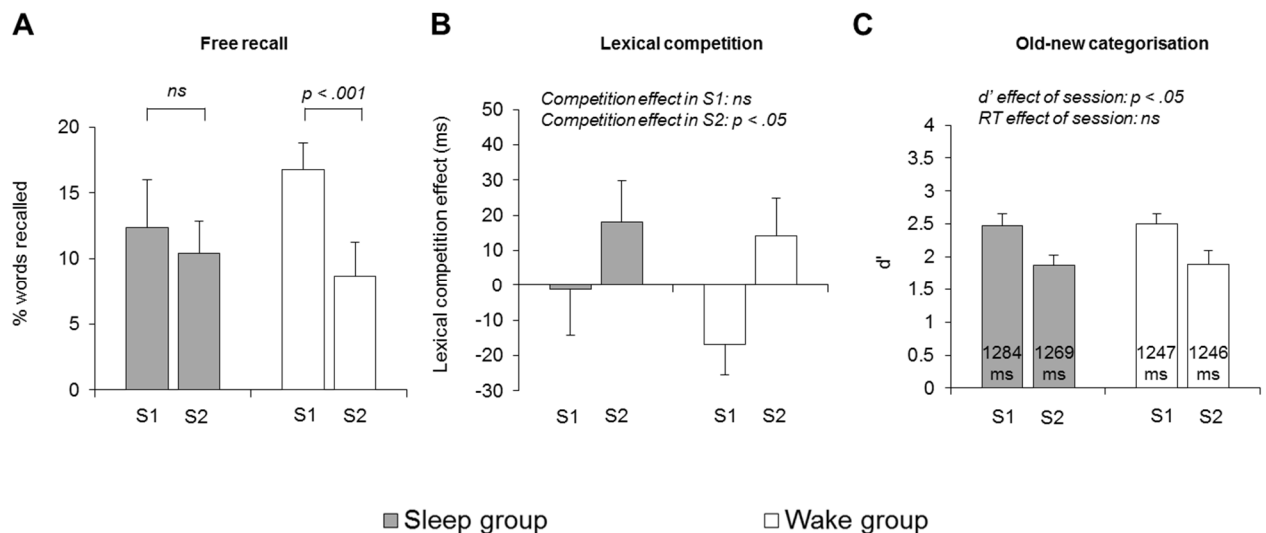 A
Free recall
ns
p < .001
% words recalled
20
15
10
5
0
S1
S2
S1
S2
B
Lexical competition
Competition effect in S1: ns
Competition effect in S2: p < .05
Lexical competition effect (ms)
50
40
30
20
10
0
-10
-20
-30
S1
S2
S1
S2
C
Old-new categorisation
d' effect of session: p < .05
RT effect of session: ns
d'
4
3.5
3
2.5
2
1.5
1
0.5
0
1284
ms
1269
ms
1247
ms
1246
ms
S1
S2
S1
S2
Sleep group
Wake group